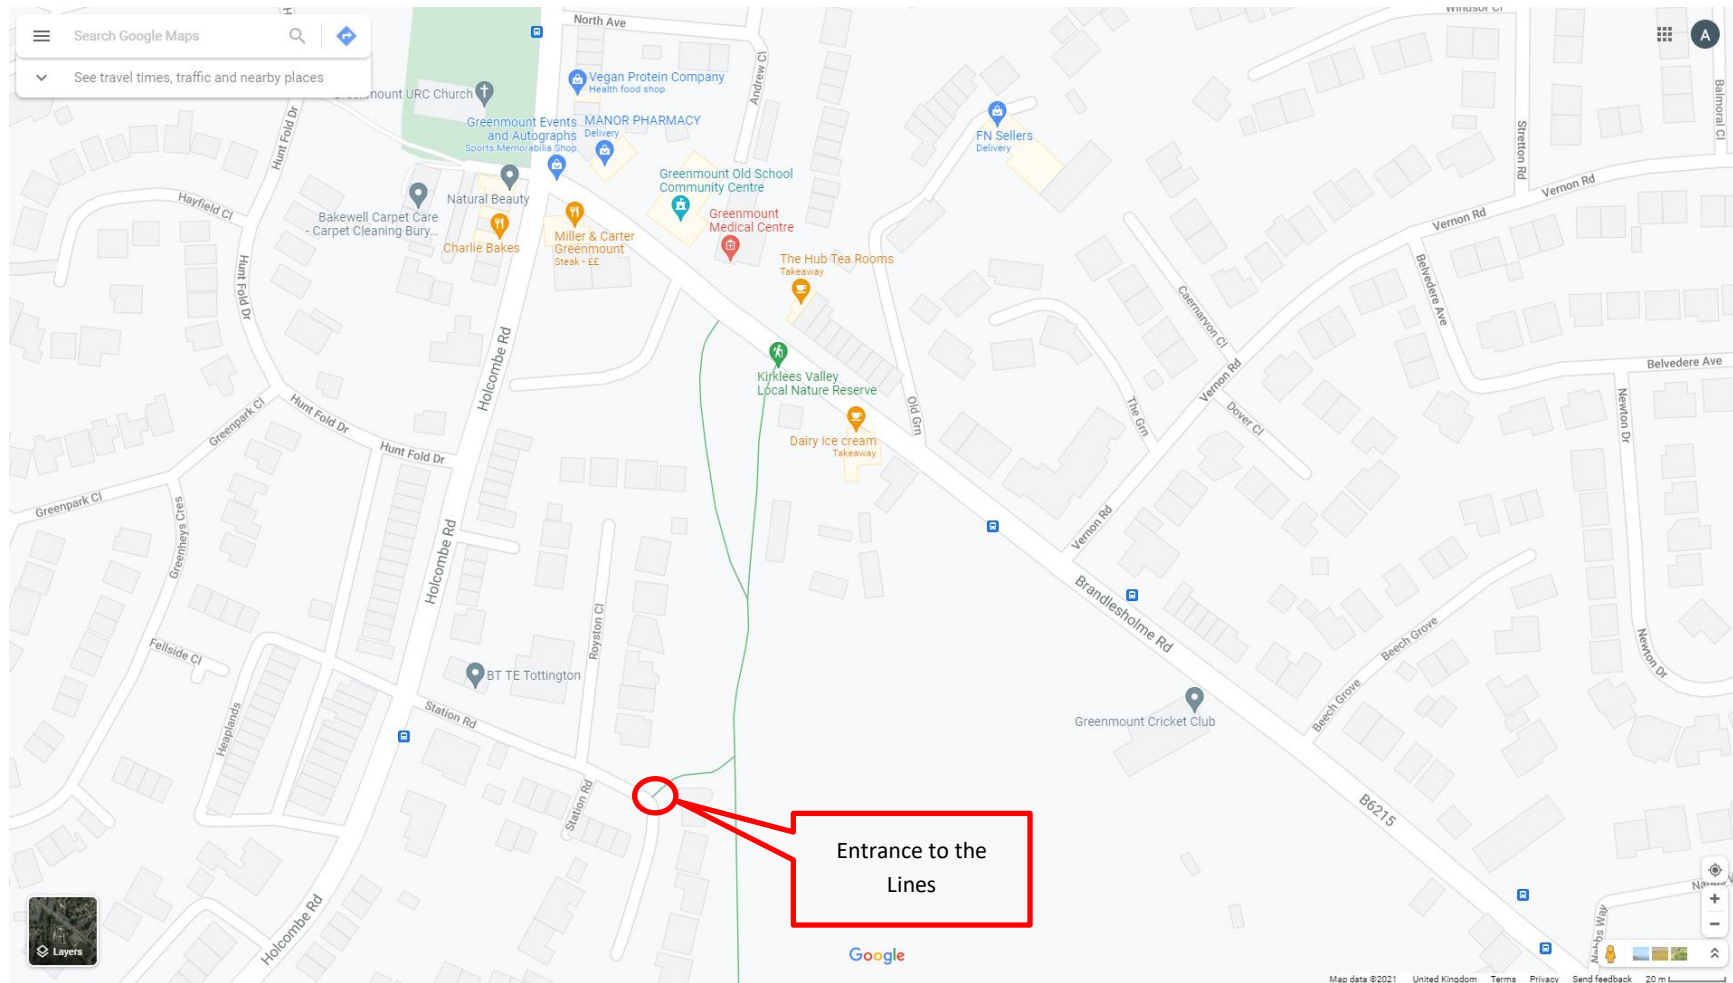 Search Google Maps
See travel times, traffic and nearby places
North Ave
Windsor Cl
A
Balmoral Cl
Andrew Cl
Vegan Protein Company
Health food shop
mount URC Church
Greenmount Events
and Autographs
Sports Memorabilia Shop
MANOR PHARMACY
Delivery
FN Sellers
Delivery
Stretton Rd
Hunt Fold Dr
Greenmount Old School
Community Centre
Vernon Rd
Natural Beauty
Hayfield Cl
Bakewell Carpet Care
- Carpet Cleaning Bury...
Greenmount
Medical Centre
Vernon Rd
Charlie Bakes
Miller & Carter
Greenmount
Steak · ££
The Hub Tea Rooms
Takeaway
Hunt Fold Dr
Belvedere Ave
Caernarvon Cl
Holcombe Rd
Belvedere Ave
Kirklees Valley
Local Nature Reserve
Vernon Rd
Old Grn
The Grn
Dover Cl
Newton Dr
Greenpark Cl
Hunt Fold Dr
Dairy ice cream
Takeaway
Hunt Fold Dr
Greenpark Cl
Greenheys Cres
Holcombe Rd
Vernon Rd
Brandlesholme Rd
Royston Cl
Beech Grove
Newton Dr
Fellside Cl
BT TE Tottington
Station Rd
Heaplands
Greenmount Cricket Club
Beech Grove
Station Rd
B6215
Entrance to the
Lines
Holcombe Rd
Nabbs Way
Layers
Google
Map data ©2021 United Kingdom Terms Privacy Send feedback 20 m